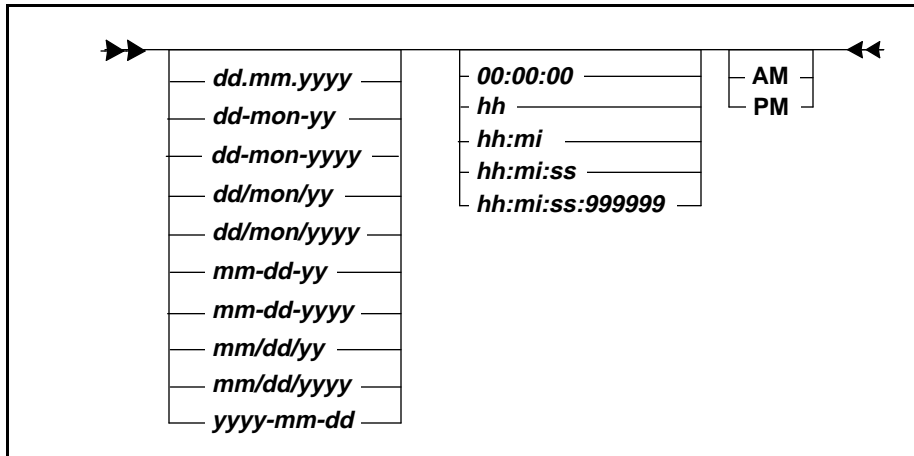 dd.mm.yyyy
dd-mon-yy
dd-mon-yyyy
dd/mon/yy
dd/mon/yyyy
mm-dd-yy
mm-dd-yyyy
mm/dd/yy
mm/dd/yyyy
yyyy-mm-dd
00:00:00
hh
hh:mi
hh:mi:ss
hh:mi:ss:999999
AM
PM